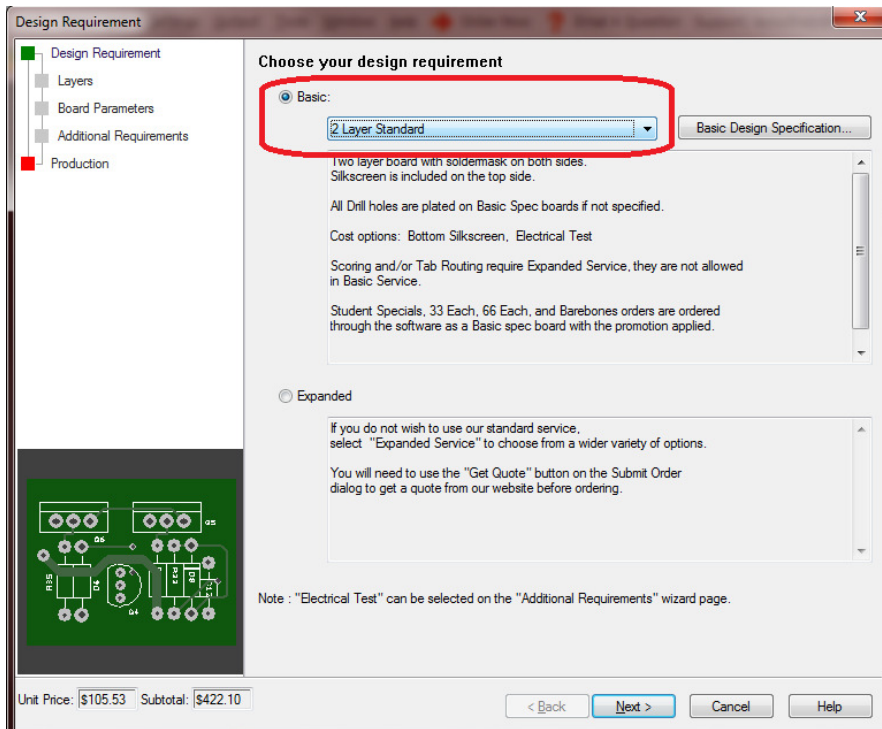 Design Requirement
Design Requirement
Layers
Board Parameters
Additional Requirements
Production
Choose your design requirement
Basic:
2 Layer Standard
Basic Design Specification...
Two layer board with soldermask on both sides.
Silkscreen is included on the top side.
All Drill holes are plated on Basic Spec boards if not specified.
Cost options: Bottom Silkscreen, Electrical Test
Scoring and/or Tab Routing require Expanded Service, they are not allowed
in Basic Service.
Student Specials, 33 Each, 66 Each, and Barebones orders are ordered
through the software as a Basic spec board with the promotion applied.
Expanded
If you do not wish to use our standard service,
select "Expanded Service" to choose from a wider variety of options.
You will need to use the "Get Quote" button on the Submit Order
dialog to get a quote from our website before ordering.
Note : "Electrical Test" can be selected on the "Additional Requirements" wizard page.
Unit Price: $105.53 Subtotal: $422.10
< Back Next > Cancel Help